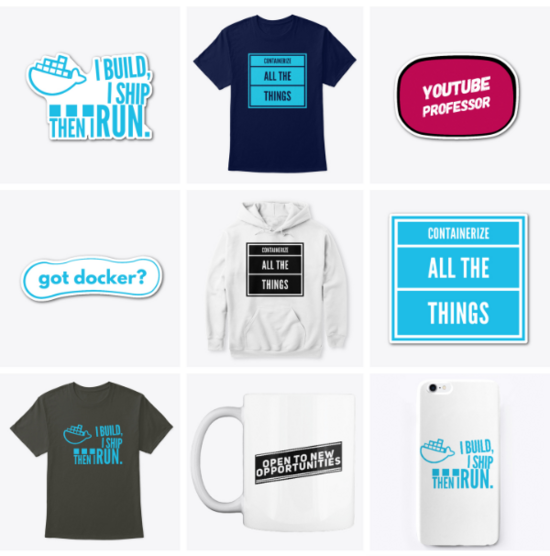 I BUILD,
I SHIP
THEN I RUN.
CONTAINERIZE
ALL THE
THINGS
YOUTUBE
PROFESSOR
got docker?
CONTAINERIZE
ALL THE
THINGS
CONTAINERIZE
ALL THE
THINGS
I BUILD,
I SHIP
THEN I RUN.
OPEN TO NEW
OPPORTUNITIES
I BUILD,
I SHIP
THEN I RUN.